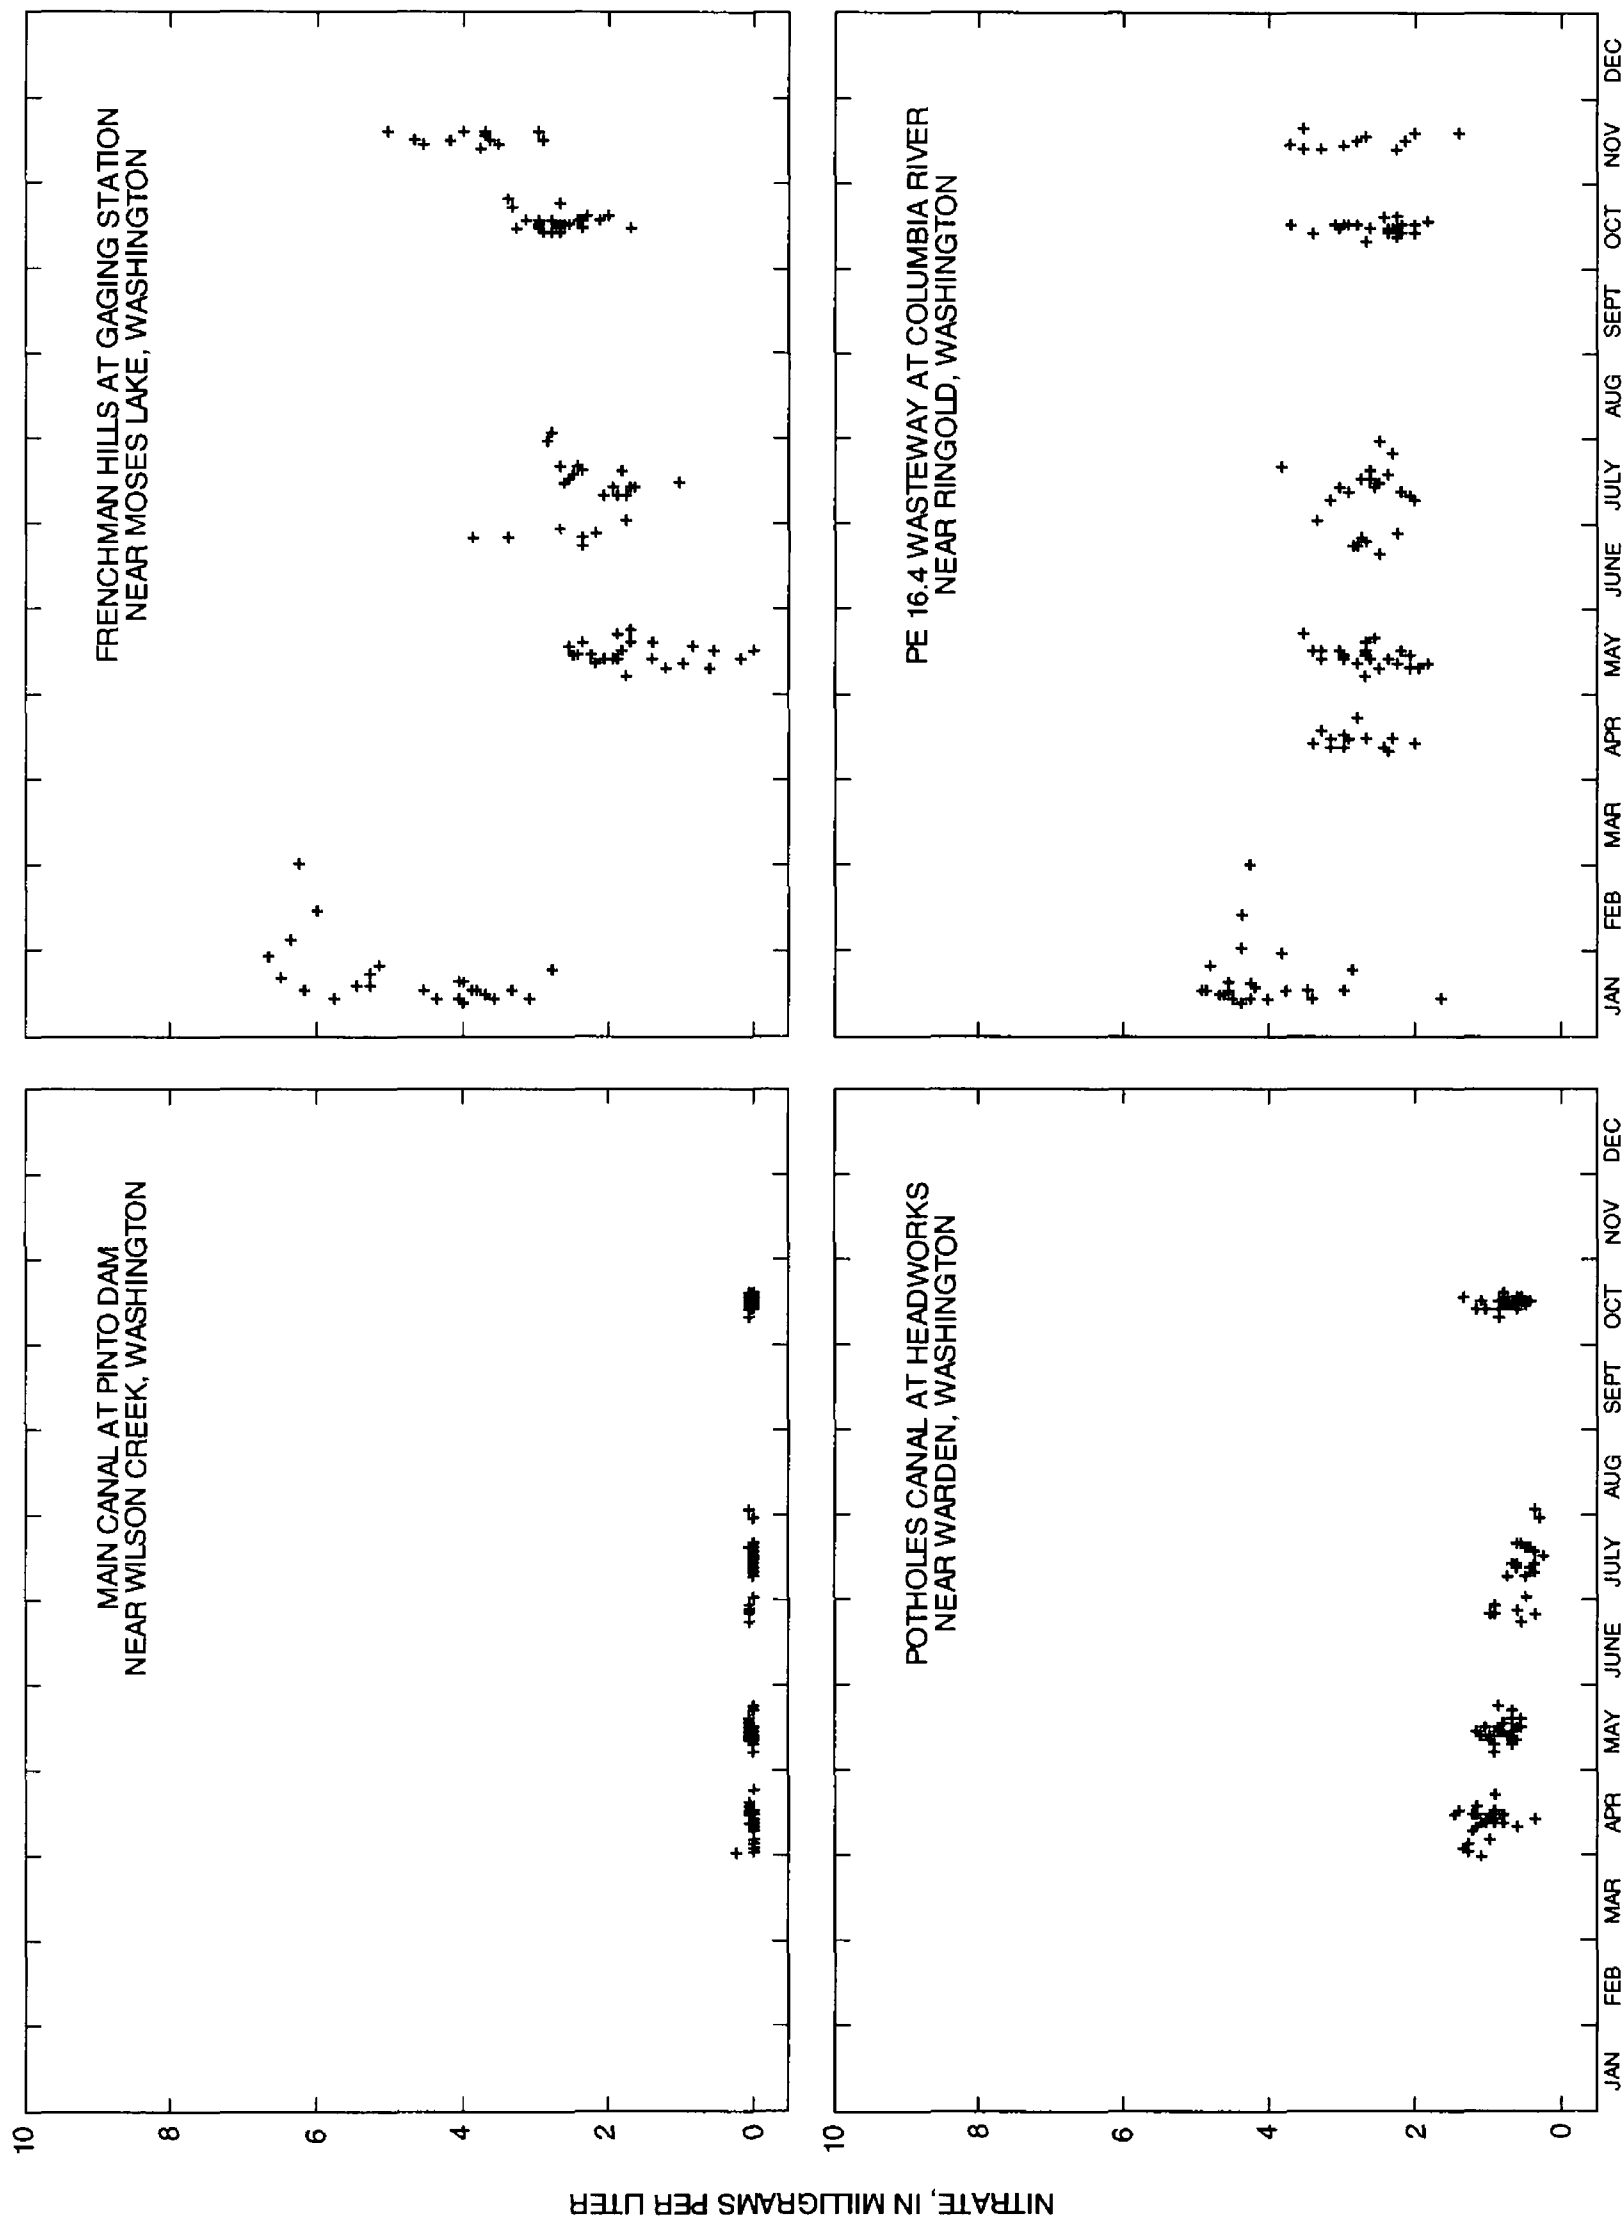 NITRATE, IN MILLIGRAMS PER LITER
MAIN CANAL AT PINTO DAM
NEAR WILSON CREEK, WASHINGTON
10
8
6
4
2
0
FRENCHMAN HILLS AT GAGING STATION
NEAR MOSES LAKE, WASHINGTON
POTHOLES CANAL AT HEADWORKS
NEAR WARDEN, WASHINGTON
10
8
6
4
2
0
JAN FEB MAR APR MAY JUNE JULY AUG SEPT OCT NOV DEC
PE 16.4 WASTEWAY AT COLUMBIA RIVER
NEAR RINGOLD, WASHINGTON
JAN FEB MAR APR MAY JUNE JULY AUG SEPT OCT NOV DEC